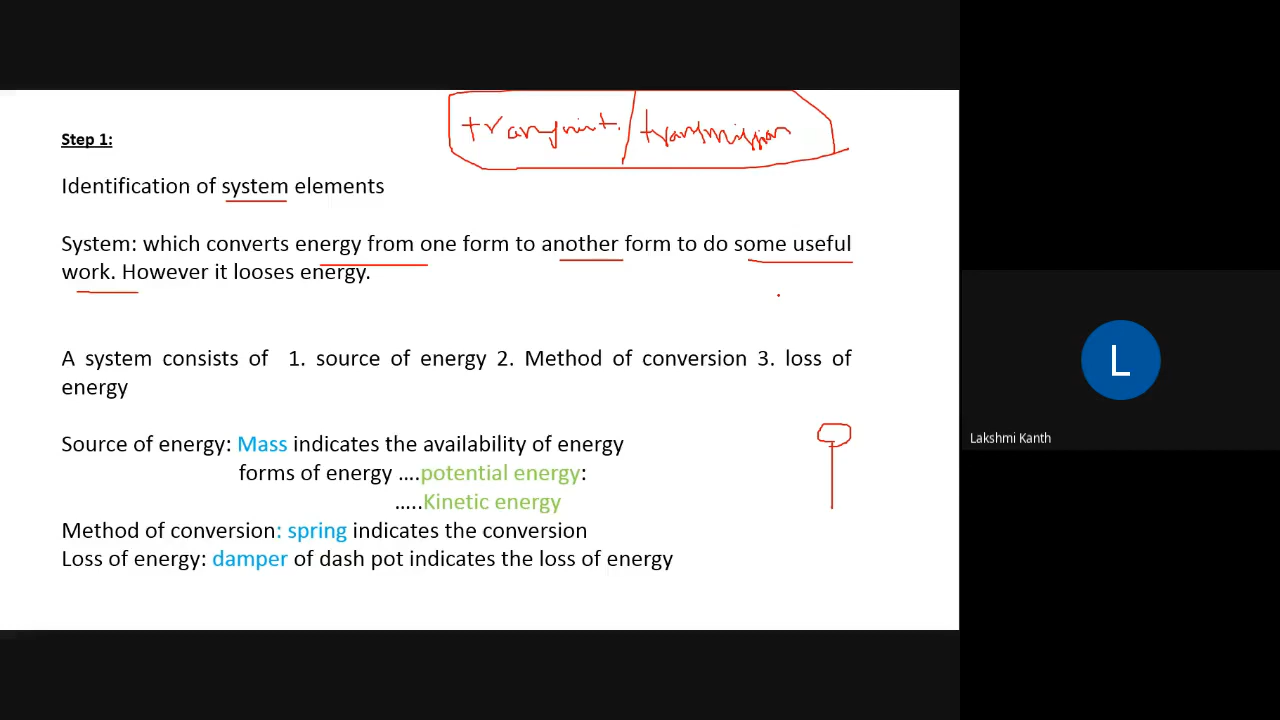 transmission
Step 1:
Identification of system elements
System: which converts energy from one form to another form to do some useful
work. However it looses energy.
A system consists of 1. source of energy 2. Method of conversion 3. loss of
energy
Source of energy: Mass indicates the availability of energy
forms of energy ....potential energy:
.....Kinetic energy
Method of conversion: spring indicates the conversion
Loss of energy: damper of dash pot indicates the loss of energy
L
Lakshmi Kanth